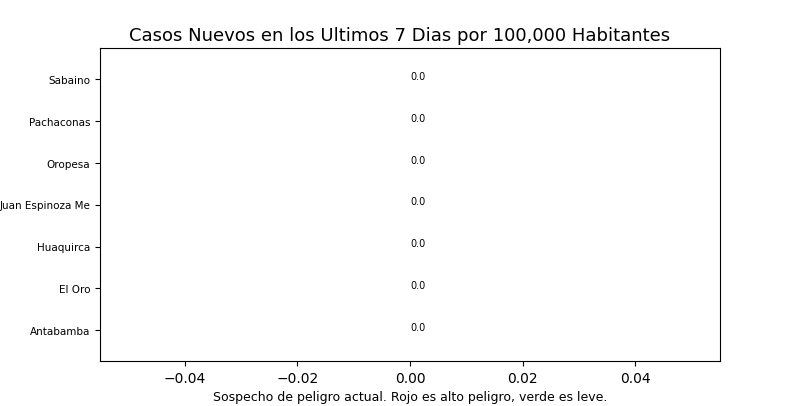 Casos Nuevos en los Ultimos 7 Dias por 100,000 Habitantes
Sabaino 0.0
Pachaconas 0.0
Oropesa 0.0
Juan Espinoza Me 0.0
Huaquirca 0.0
El Oro 0.0
Antabamba 0.0
−0.04 −0.02 0.00 0.02 0.04
Sospecho de peligro actual. Rojo es alto peligro, verde es leve.